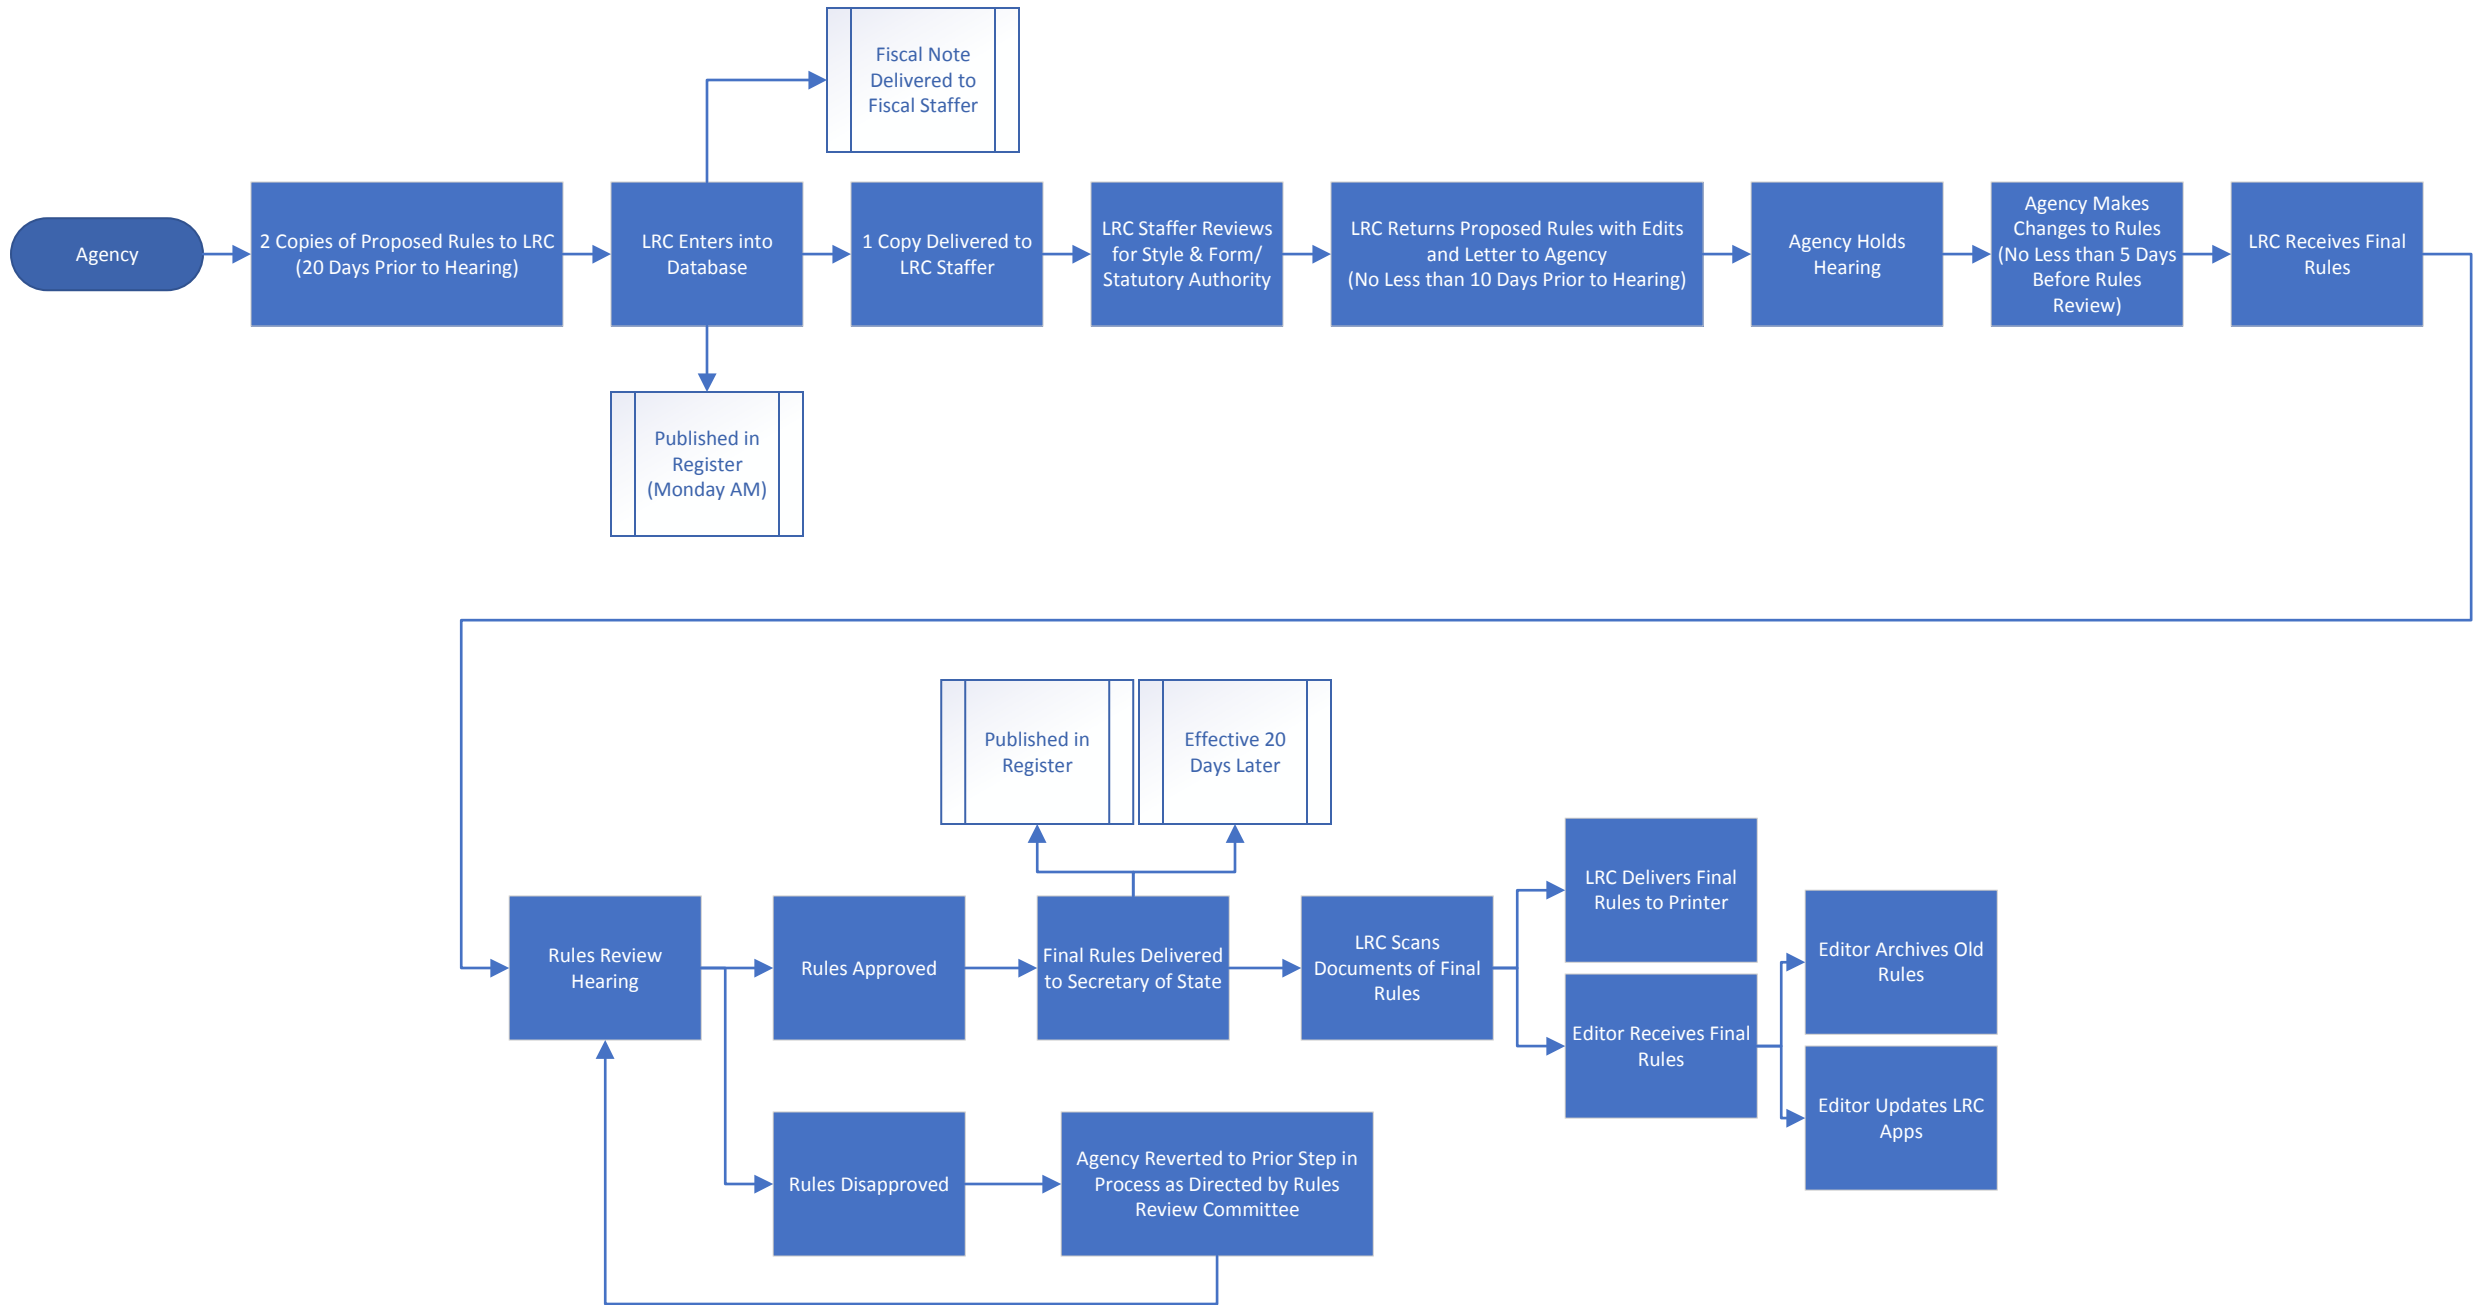 Fiscal Note
Delivered to
Fiscal Staffer
Agency
2 Copies of Proposed Rules to LRC
(20 Days Prior to Hearing)
LRC Enters into
Database
1 Copy Delivered to
LRC Staffer
LRC Staffer Reviews
for Style & Form/
Statutory Authority
LRC Returns Proposed Rules with Edits
and Letter to Agency
(No Less than 10 Days Prior to Hearing)
Agency Holds
Hearing
Agency Makes
Changes to Rules
(No Less than 5 Days
Before Rules
Review)
LRC Receives Final
Rules
Published in
Register
(Monday AM)
Published in
Register
Effective 20
Days Later
Rules Review
Hearing
Rules Approved
Final Rules Delivered
to Secretary of State
LRC Scans
Documents of Final
Rules
LRC Delivers Final
Rules to Printer
Editor Receives Final
Rules
Editor Archives Old
Rules
Editor Updates LRC
Apps
Rules Disapproved
Agency Reverted to Prior Step in
Process as Directed by Rules
Review Committee